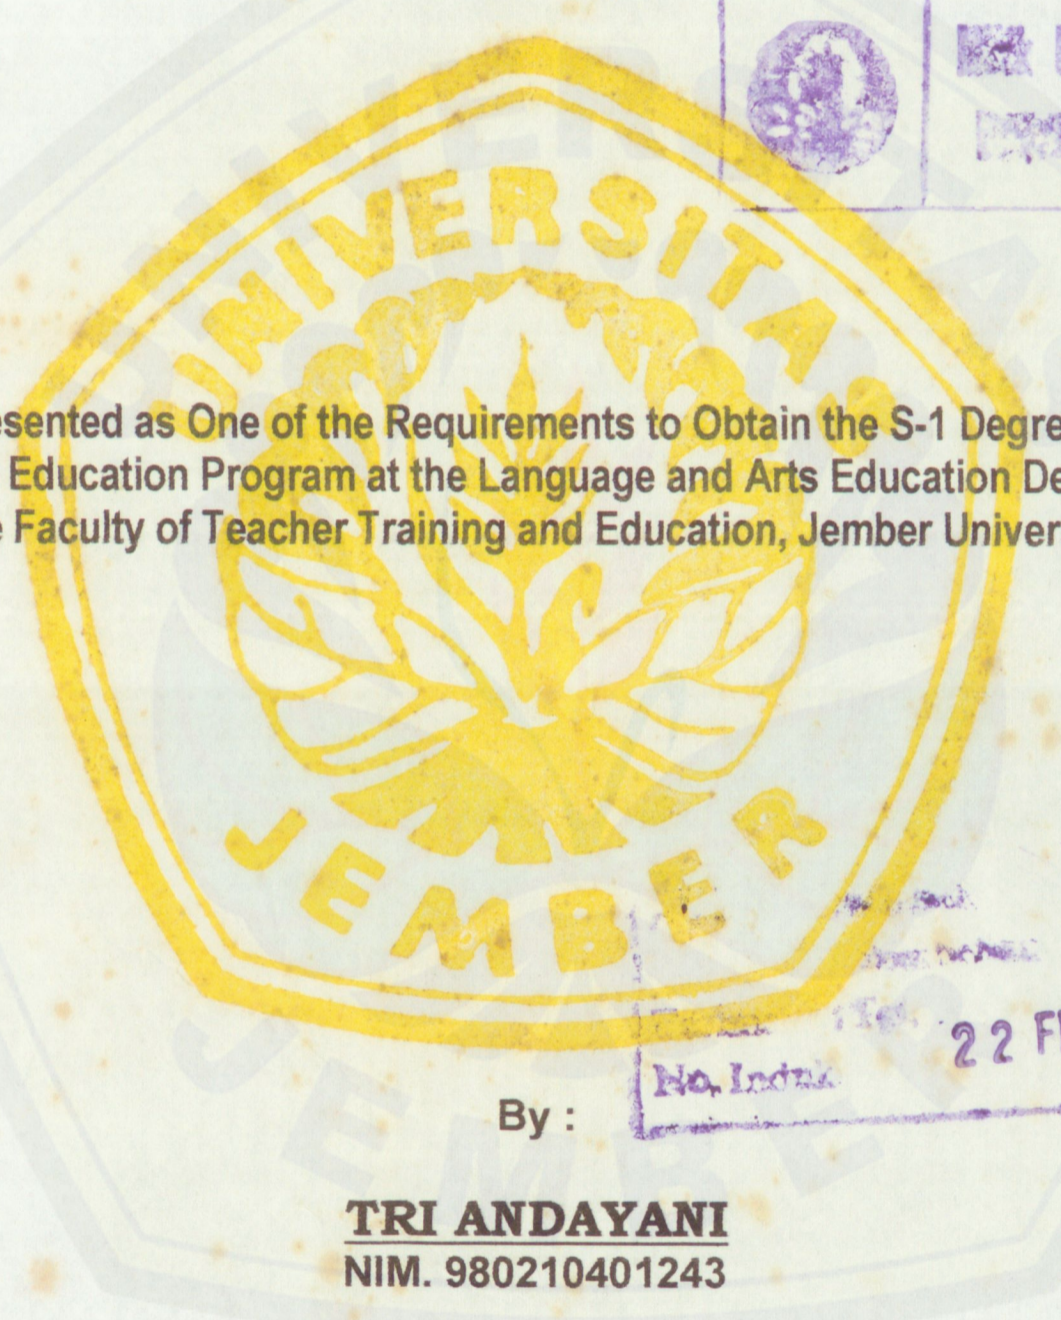 UNIVERSITAS
esented as One of the Requirements to Obtain the S-1 Degre
Education Program at the Language and Arts Education De
Faculty of Teacher Training and Education, Jember Univer
JEMBER
No. Induk
22 F
By :
TRI ANDAYANI
NIM. 980210401243